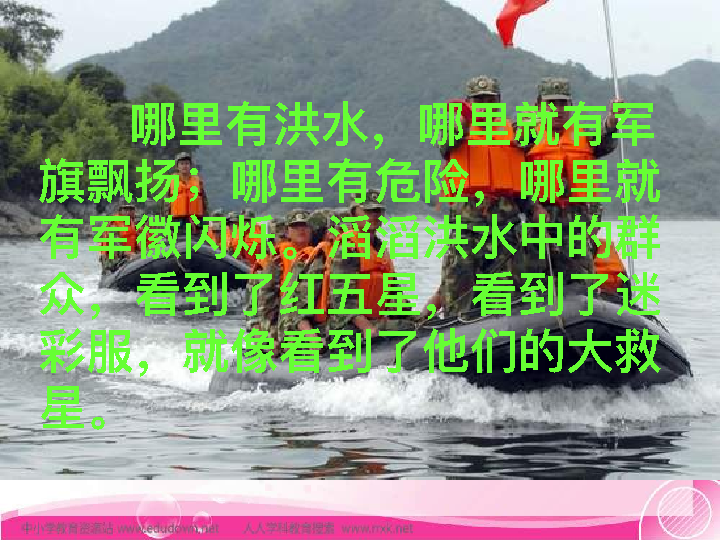 哪里有洪水，哪里就有军
旗飘扬；哪里有危险，哪里就
有军徽闪烁。滔滔洪水中的群
众，看到了红五星，看到了迷
彩服，就像看到了他们的大救
星。
中小学教育资源站 www.edudown.net 人人学科教育搜索 www.rrxk.net